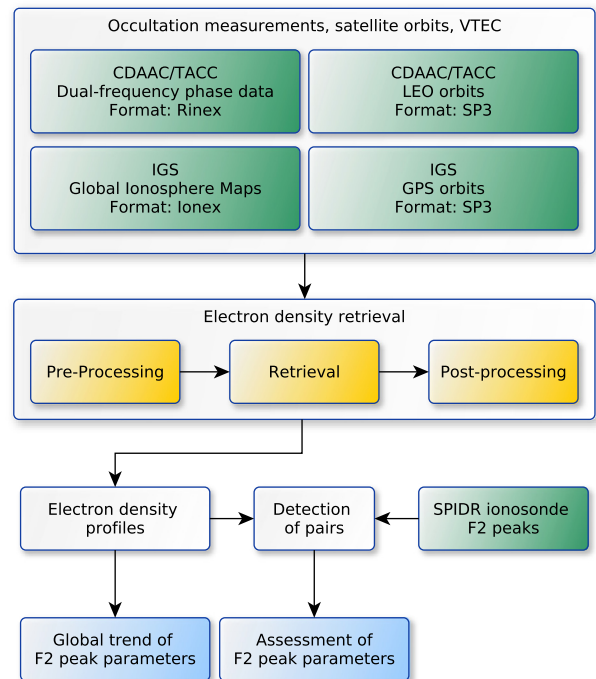 Occultation measurements, satellite orbits, VTEC
CDAAC/TACC
Dual-frequency phase data
Format: Rinex
CDAAC/TACC
LEO orbits
Format: SP3
IGS
Global Ionosphere Maps
Format: Ionex
IGS
GPS orbits
Format: SP3
Electron density retrieval
Pre-Processing
Retrieval
Post-processing
Electron density
profiles
Detection
of pairs
SPIDR ionosonde
F2 peaks
Global trend of
F2 peak parameters
Assessment of
F2 peak parameters